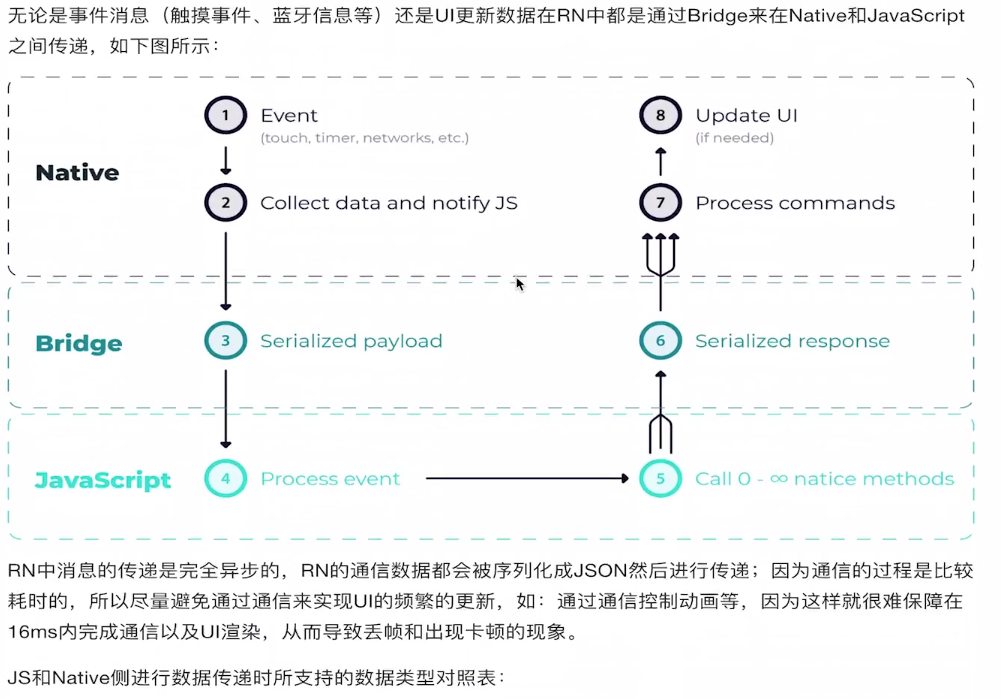 无论是事件消息（触摸事件、蓝牙信息等）还是UI更新数据在RN中都是通过Bridge来在Native和JavaScript
之间传递，如下图所示：
Native
1 Event
(touch, timer, networks, etc.)
2 Collect data and notify JS
8 Update UI
(if needed)
7 Process commands
Bridge
3 Serialized payload
6 Serialized response
JavaScript
4 Process event
5 Call 0 - ∞ natice methods
RN中消息的传递是完全异步的，RN的通信数据都会被序列化成JSON然后进行传递；因为通信的过程是比较
耗时的，所以尽量避免通过通信来实现UI的频繁的更新，如：通过通信控制动画等，因为这样就很难保障在
16ms内完成通信以及UI渲染，从而导致丢帧和出现卡顿的现象。
JS和Native侧进行数据传递时所支持的数据类型对照表：